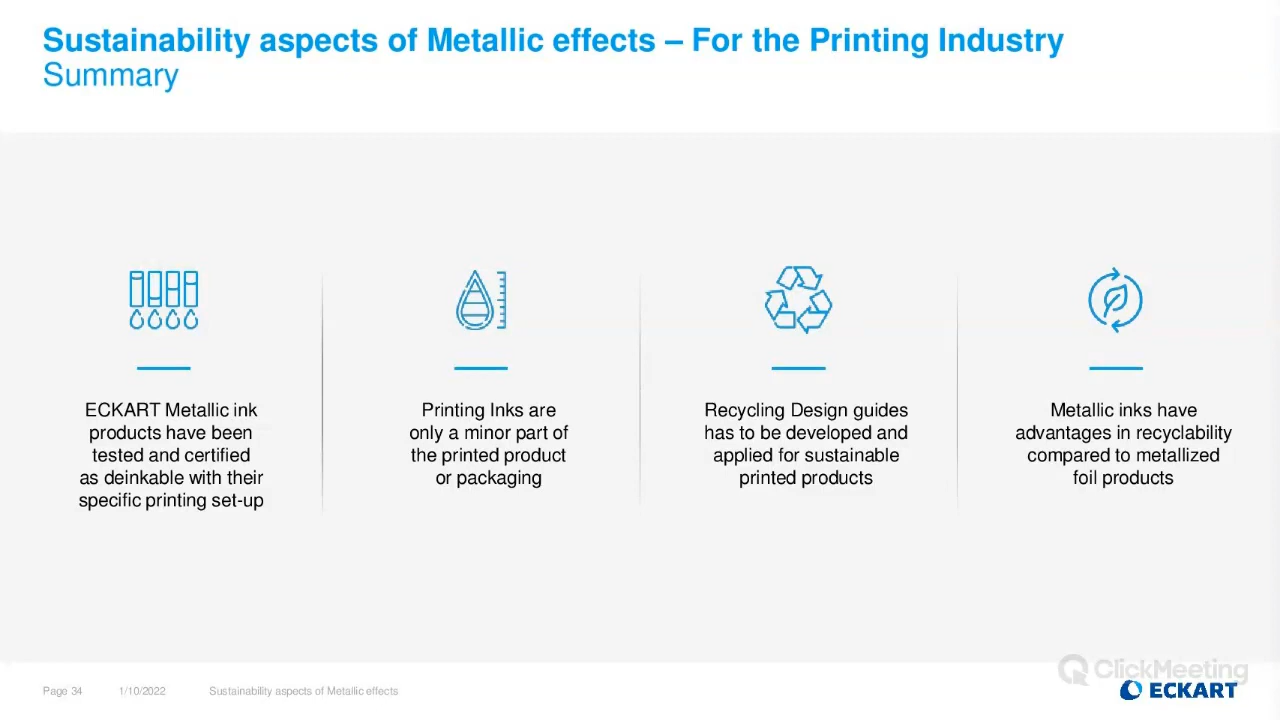 Sustainability aspects of Metallic effects – For the Printing Industry
Summary
ECKART Metallic ink
products have been
tested and certified
as deinkable with their
specific printing set-up
Printing Inks are
only a minor part of
the printed product
or packaging
Recycling Design guides
has to be developed and
applied for sustainable
printed products
Metallic inks have
advantages in recyclability
compared to metallized
foil products
ClickMeeting
Page 34 1/10/2022 Sustainability aspects of Metallic effects
ECKART